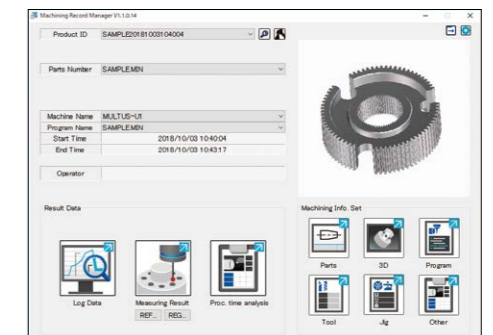 Machining Record Manager V1.1.0.14
Product ID SAMPLE20181003104004
Parts Number SAMPLE.MIN
Machine Name MULTUS-U1
Program Name SAMPLE.MIN
Start Time 2018/10/03 10:40:04
End Time 2018/10/03 10:43:17
Operator
Result Data
Machining Info. Set
Log Data
Measuring Result
Proc. time analysis
REF...
REG...
Parts
3D
Program
Tool
Jig
Other